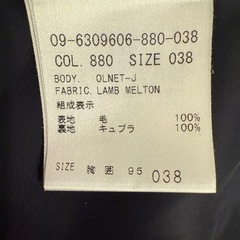 09-6309606-880-038
COL. 880 SIZE 038
BODY. OLNET-J
FABRIC. LAMB MELTON
組成表示
表地 毛 100%
裏地 キュプラ 100%
SIZE 胸囲 95 038